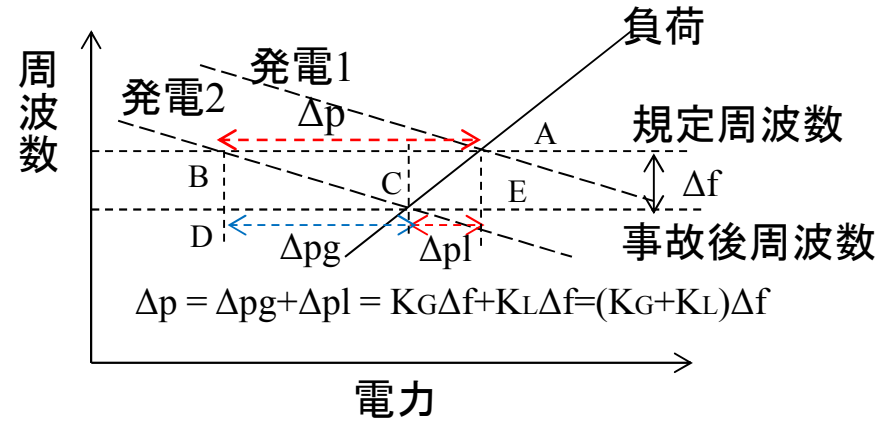 負荷
発電1
発電2
周波数
Δp
A
規定周波数
B
C
E
Δf
D
Δpg
Δpl
事故後周波数
Δp = Δpg+Δpl = KGΔf+KLΔf=(KG+KL)Δf
電力